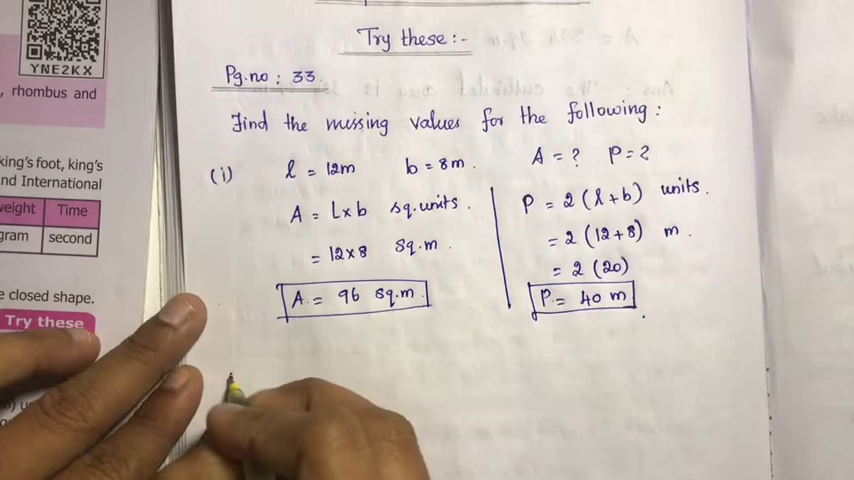 YNE2KX
, rhombus and
king's foot, king's
nd International
weight Time
gram second
e closed shape.
Try these
Try these :-
Pg.no : 33.
Find the missing values for the following :
(i) l = 12m b = 8m. A = ? P = ?
A = L×b sq.units.
= 12×8 Sq.m.
A = 96 sq.m.
P = 2 (l+b) units.
= 2 (12+8) m.
= 2 (20)
P = 40 m.